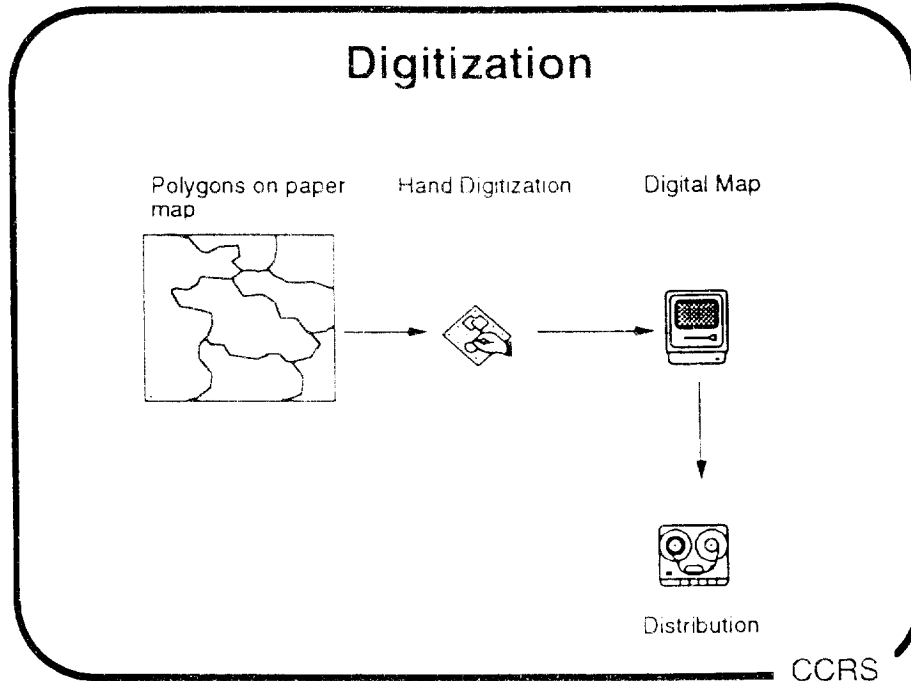 Digitization
Polygons on paper
map
Hand Digitization
Digital Map
Distribution
CCRS